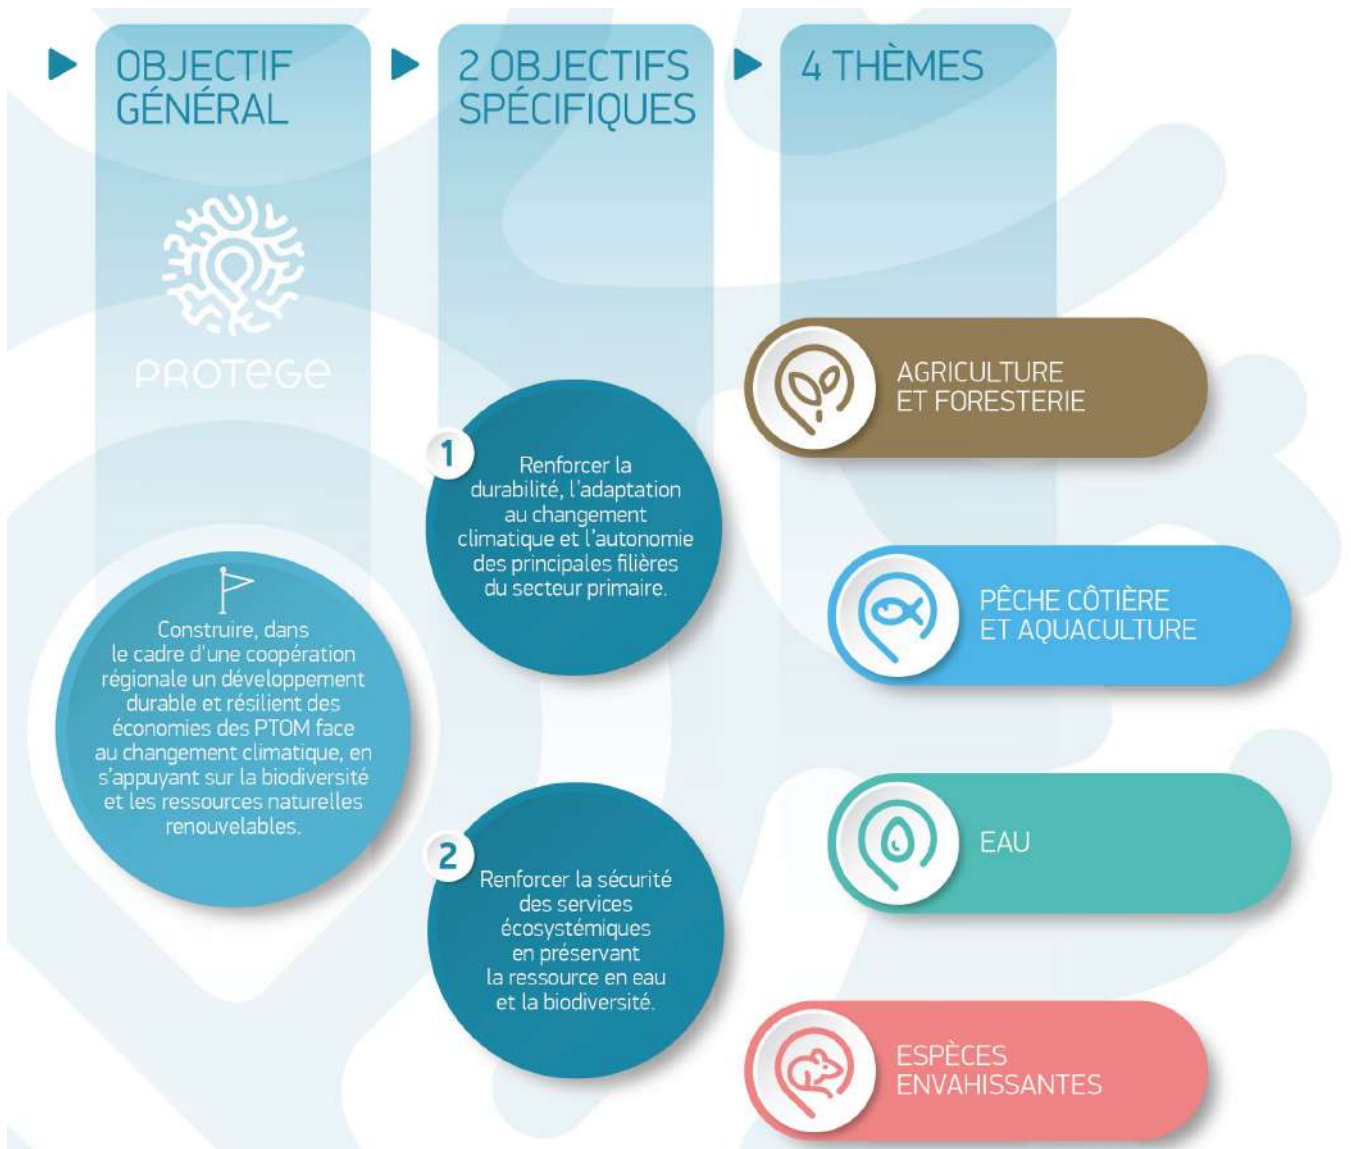 OBJECTIF
GÉNÉRAL
PROTEGE
Construire, dans
le cadre d'une coopération
régionale un développement
durable et résilient des
économies des PTOM face
au changement climatique, en
s'appuyant sur la biodiversité
et les ressources naturelles
renouvelables.
2 OBJECTIFS
SPÉCIFIQUES
1
Renforcer la
durabilité, l'adaptation
au changement
climatique et l'autonomie
des principales filières
du secteur primaire.
2
Renforcer la sécurité
des services
écosystémiques
en préservant
la ressource en eau
et la biodiversité.
4 THÈMES
AGRICULTURE
ET FORESTERIE
PÊCHE CÔTIÈRE
ET AQUACULTURE
EAU
ESPÈCES
ENVAHISSANTES